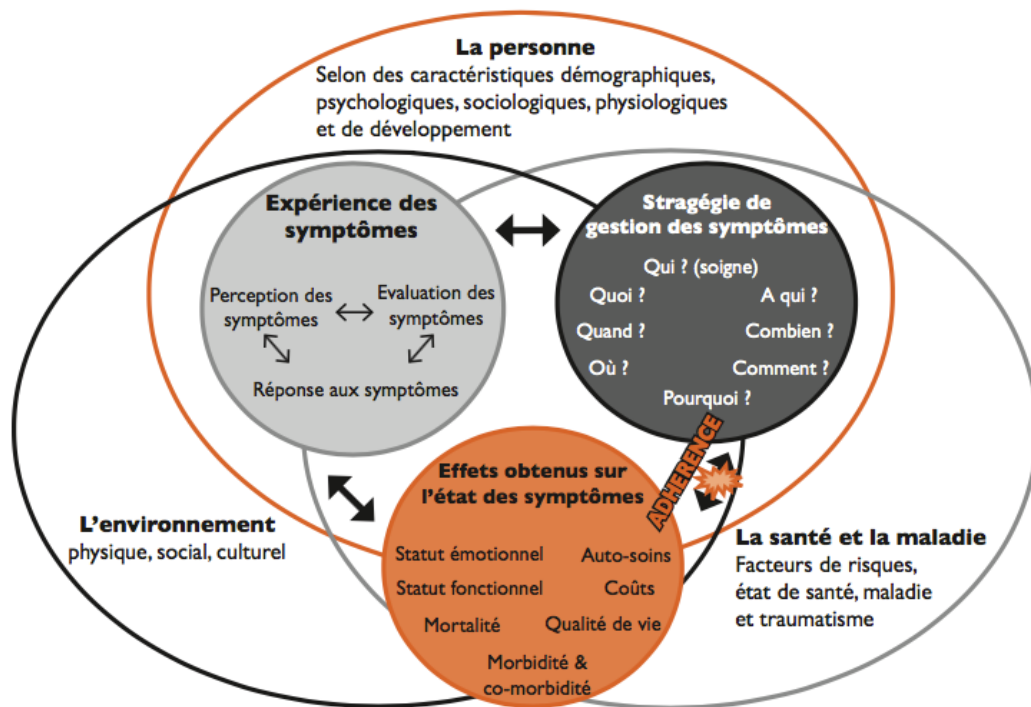 La personne
Selon des caractéristiques démographiques,
psychologiques, sociologiques, physiologiques
et de développement
Expérience des
symptômes
Perception des
symptômes
Evaluation des
symptômes
Réponse aux symptômes
Stragégie de
gestion des symptômes
Qui ? (soigne)
Quoi ?
A qui ?
Quand ?
Combien ?
Où ?
Comment ?
Pourquoi ?
ADHERENCE
Effets obtenus sur
l'état des symptômes
Statut émotionnel
Auto-soins
Statut fonctionnel
Coûts
Mortalité
Qualité de vie
Morbidité &
co-morbidité
L'environnement
physique, social, culturel
La santé et la maladie
Facteurs de risques,
état de santé, maladie
et traumatisme